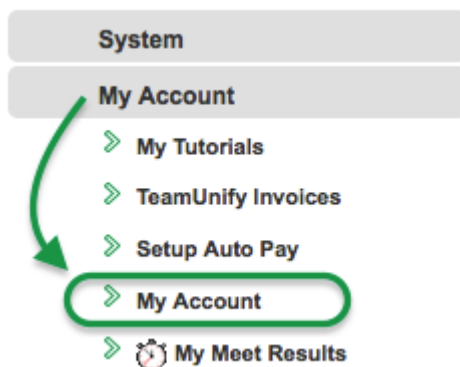 System
My Account
My Tutorials
TeamUnify Invoices
Setup Auto Pay
My Account
My Meet Results